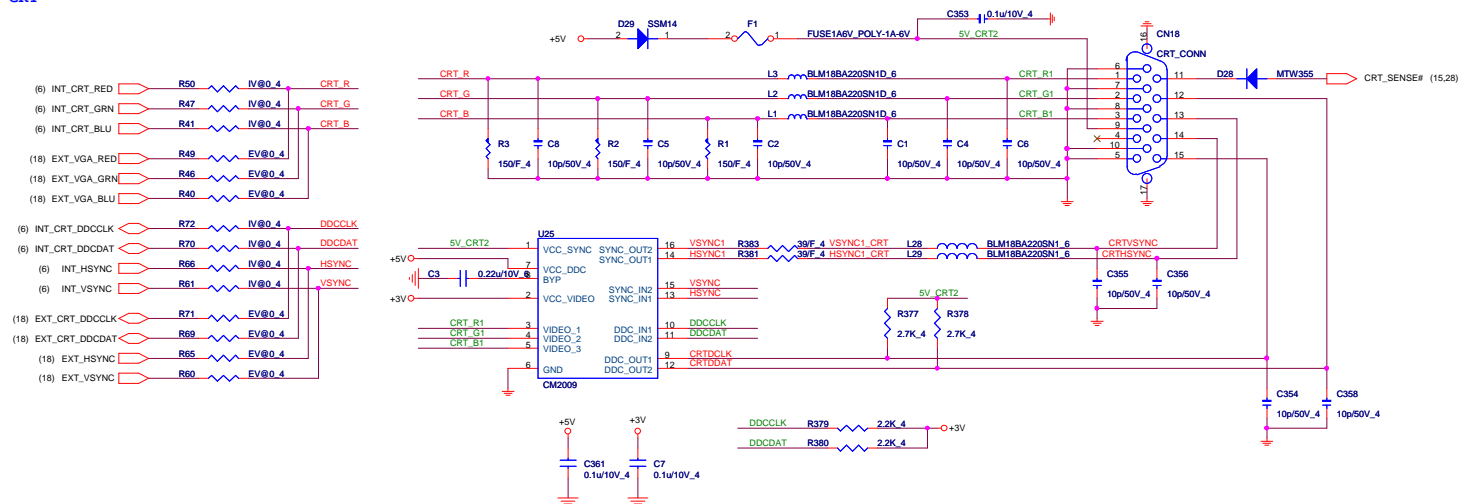 CRT
+5V
2
D29
SSM14
1
2
F1
1
FUSE1A6V_POLY-1A-6V
C353
0.1u/10V_4
5V_CRT2
16
CN18
CRT_CONN
6
1
7
2
8
3
9
4
10
5
11
12
13
14
15
17
D28
MTW355
CRT_SENSE# (15,28)
(6) INT_CRT_RED R50 IV@0_4 CRT_R
(6) INT_CRT_GRN R47 IV@0_4 CRT_G
(6) INT_CRT_BLU R41 IV@0_4 CRT_B
(18) EXT_VGA_RED R49 EV@0_4
(18) EXT_VGA_GRN R46 EV@0_4
(18) EXT_VGA_BLU R40 EV@0_4
(6) INT_CRT_DDCCLK R72 IV@0_4 DDCCLK
(6) INT_CRT_DDCDAT R70 IV@0_4 DDCDAT
(6) INT_HSYNC R66 IV@0_4 HSYNC
(6) INT_VSYNC R61 IV@0_4 VSYNC
(18) EXT_CRT_DDCCLK R71 EV@0_4
(18) EXT_CRT_DDCDAT R69 EV@0_4
(18) EXT_HSYNC R65 EV@0_4
(18) EXT_VSYNC R60 EV@0_4
CRT_R L3 BLM18BA220SN1D_6 CRT_R1
CRT_G L2 BLM18BA220SN1D_6 CRT_G1
CRT_B L1 BLM18BA220SN1D_6 CRT_B1
R3 C8 R2 C5 R1 C2 C1 C4 C6
150/F_4 10p/50V_4 150/F_4 10p/50V_4 150/F_4 10p/50V_4 10p/50V_4 10p/50V_4 10p/50V_4
U25
5V_CRT2 1 VCC_SYNC
+5V 7 VCC_DDC
C3 0.22u/10V_6 8 BYP
+3V 2 VCC_VIDEO
CRT_R1 3 VIDEO_1
CRT_G1 4 VIDEO_2
CRT_B1 5 VIDEO_3
6 GND
CM2009
SYNC_OUT2 16 VSYNC1 R383 39/F_4 VSYNC1_CRT L28 BLM18BA220SN1_6 CRTVSYNC
SYNC_OUT1 14 HSYNC1 R381 39/F_4 HSYNC1_CRT L29 BLM18BA220SN1_6 CRTHSYNC
SYNC_IN2 15 VSYNC
SYNC_IN1 13 HSYNC
DDC_IN1 10 DDCCLK
DDC_IN2 11 DDCDAT
DDC_OUT1 9 CRTDCLK
DDC_OUT2 12 CRTDDAT
C355 C356
10p/50V_4 10p/50V_4
5V_CRT2
R377 R378
2.7K_4 2.7K_4
C354 C358
10p/50V_4 10p/50V_4
+5V
C361
0.1u/10V_4
+3V
C7
0.1u/10V_4
DDCCLK R379 2.2K_4 +3V
DDCDAT R380 2.2K_4